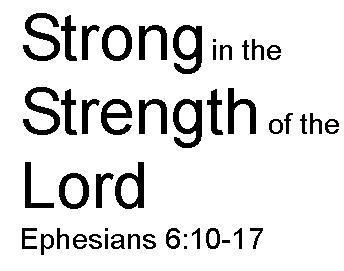 Strong in the
Strength of the
Lord
Ephesians 6:10-17